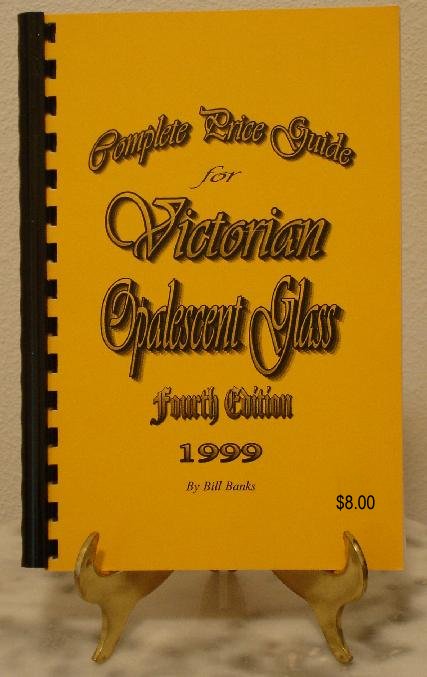 Complete Price Guide
for
Victorian
Opalescent Glass
Fourth Edition
1999
By Bill Banks
$8.00